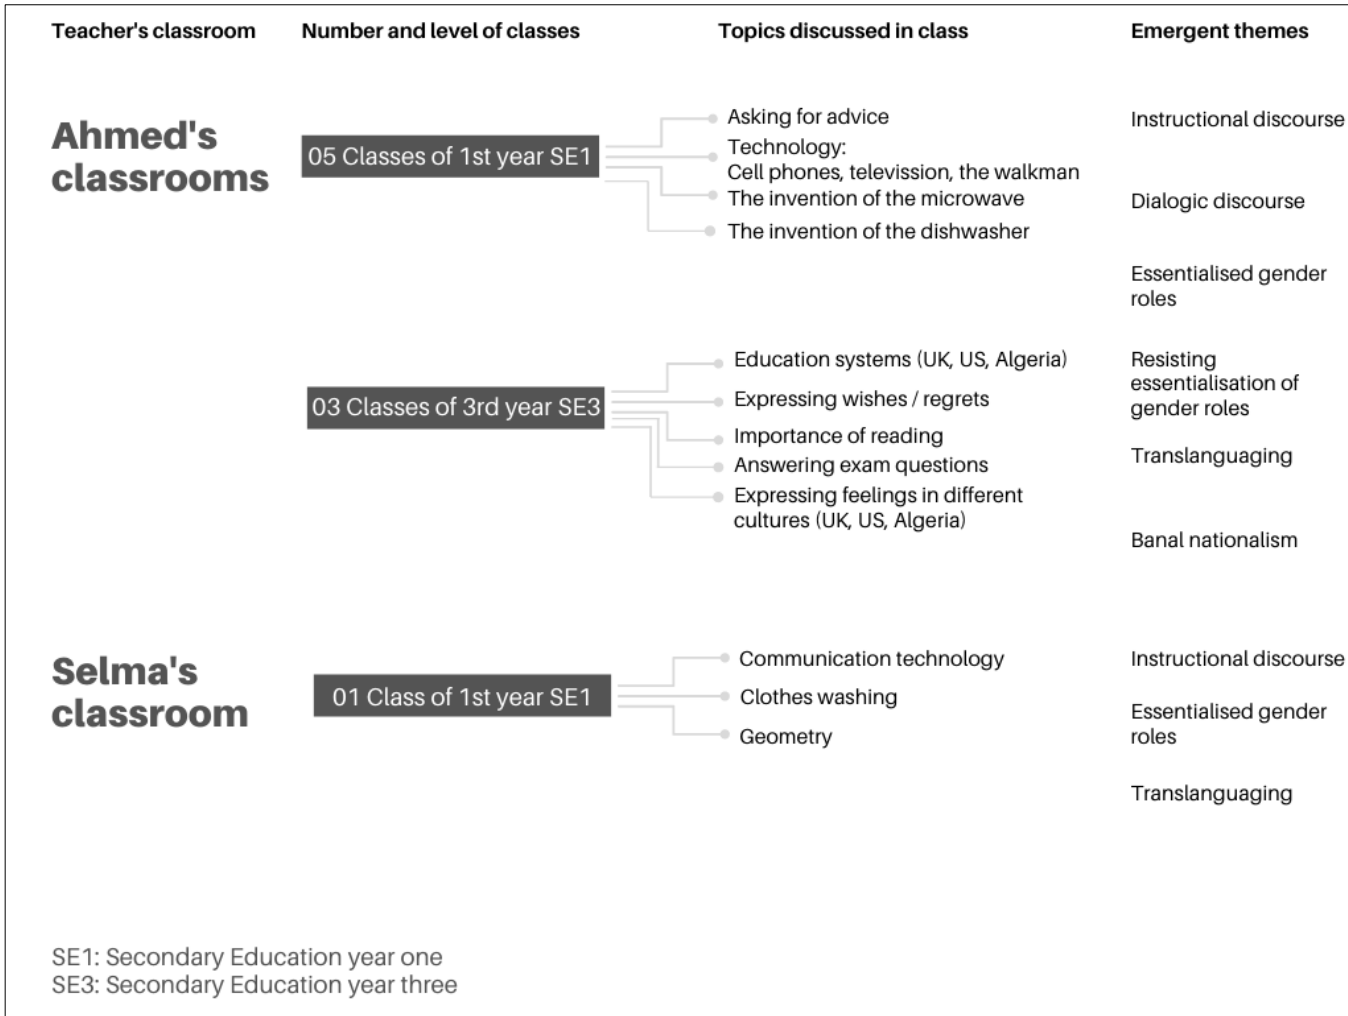 Teacher's classroom
Number and level of classes
Topics discussed in class
Emergent themes
Ahmed's
classrooms
05 Classes of 1st year SE1
Asking for advice
Technology:
Cell phones, televission, the walkman
The invention of the microwave
The invention of the dishwasher
Instructional discourse
Dialogic discourse
Essentialised gender
roles
03 Classes of 3rd year SE3
Education systems (UK, US, Algeria)
Expressing wishes / regrets
Importance of reading
Answering exam questions
Expressing feelings in different
cultures (UK, US, Algeria)
Resisting
essentialisation of
gender roles
Translanguaging
Banal nationalism
Selma's
classroom
01 Class of 1st year SE1
Communication technology
Clothes washing
Geometry
Instructional discourse
Essentialised gender
roles
Translanguaging
SE1: Secondary Education year one
SE3: Secondary Education year three